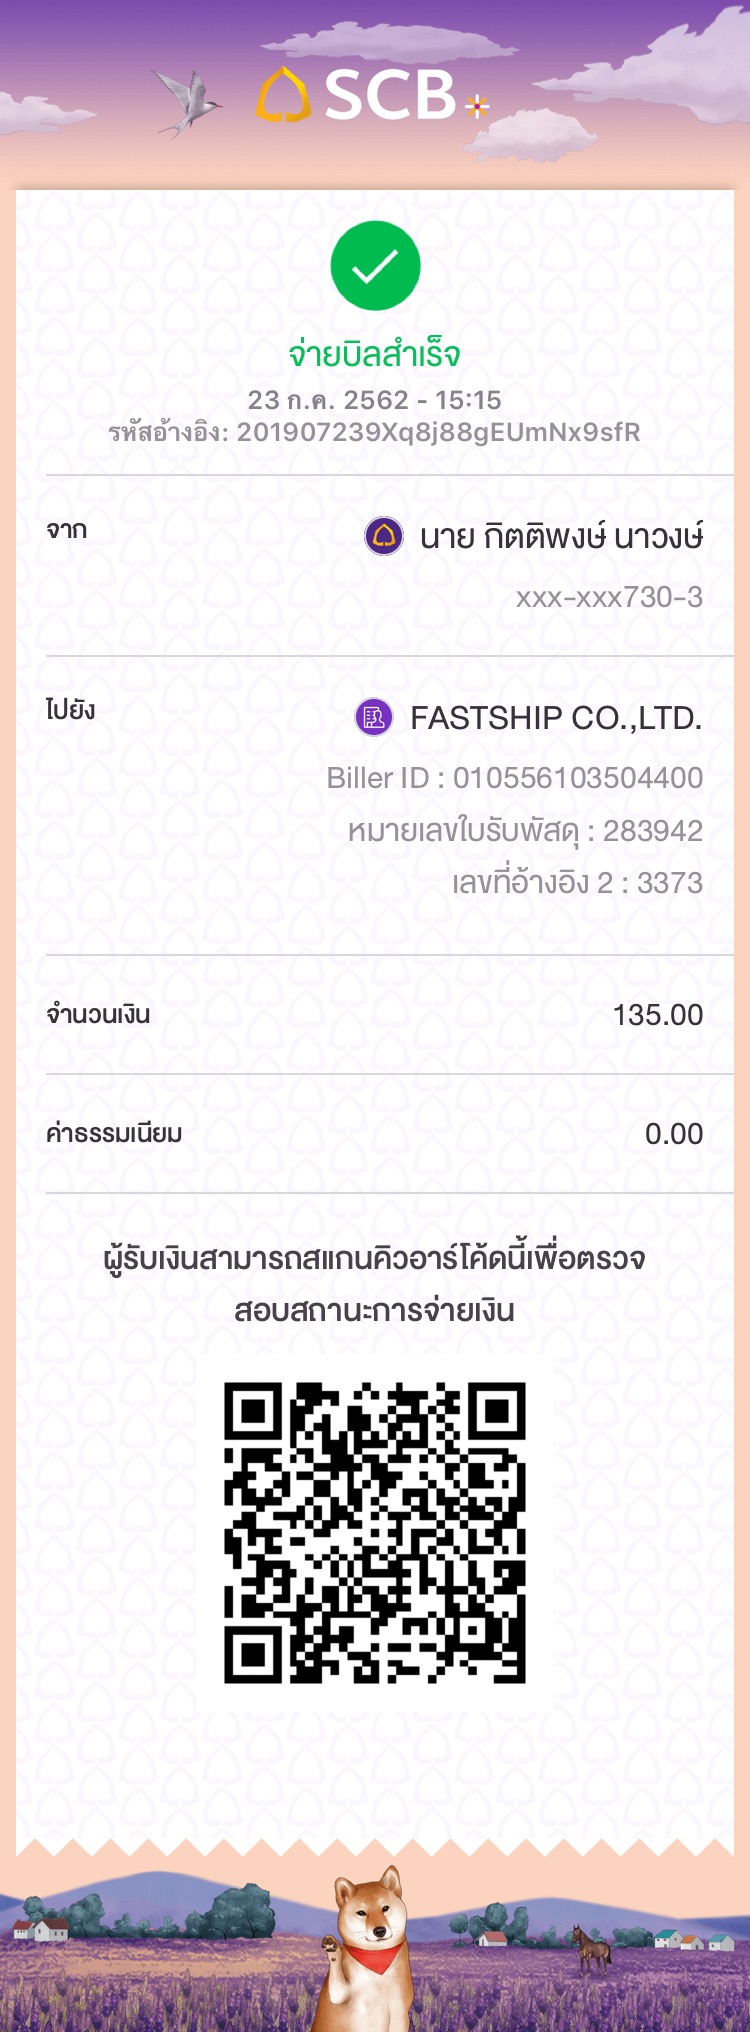 SCB
จ่ายบิลสำเร็จ
23 ก.ค. 2562 - 15:15
รหัสอ้างอิง: 201907239Xq8j88gEUmNx9sfR
จาก
นาย กิตติพงษ์ นาวงษ์
xxx-xxx730-3
ไปยัง
FASTSHIP CO.,LTD.
Biller ID : 010556103504400
หมายเลขใบรับพัสดุ : 283942
เลขที่อ้างอิง 2 : 3373
จำนวนเงิน 135.00
ค่าธรรมเนียม 0.00
ผู้รับเงินสามารถสแกนคิวอาร์โค้ดนี้เพื่อตรวจ
สอบสถานะการจ่ายเงิน